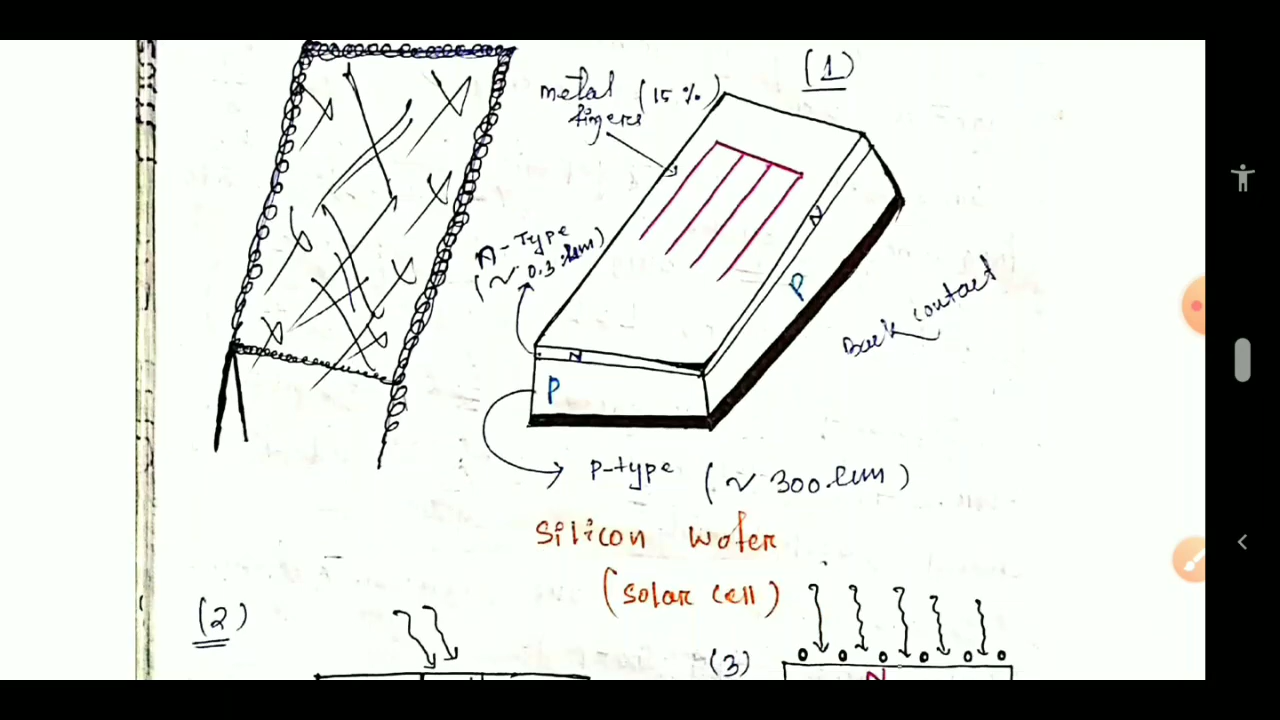 (1)
metal (15 %)
fingers
n-type
(~ 0.3 μm)
N
N
P
P
Back contact
P-type (~ 300 μm)
Silicon wafer
(Solar cell)
(2)
(3)
N